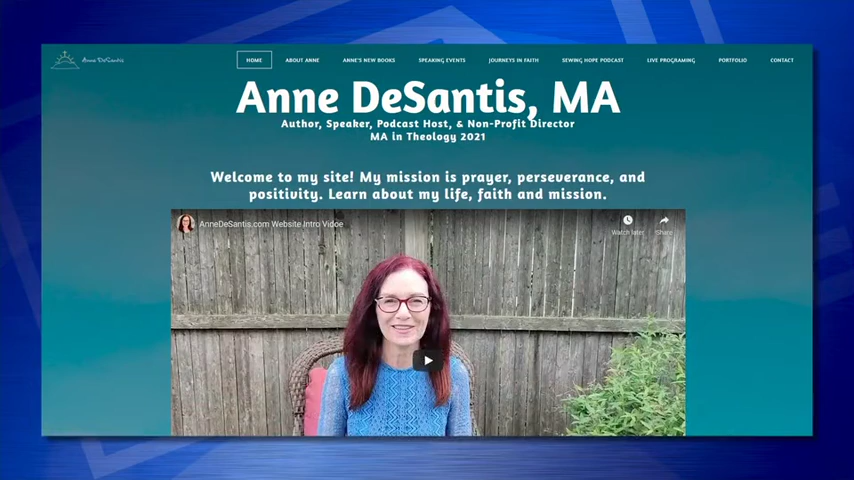 Anne DeSantis
HOME ABOUT ANNE ANNE'S NEW BOOKS SPEAKING EVENTS JOURNEYS IN FAITH SEWING HOPE PODCAST LIVE PROGRAMING PORTFOLIO CONTACT
Anne DeSantis, MA
Author, Speaker, Podcast Host, & Non-Profit Director
MA in Theology 2021
Welcome to my site! My mission is prayer, perseverance, and
positivity. Learn about my life, faith and mission.
AnneDeSantis.com Website Intro Vidoe
Watch later Share